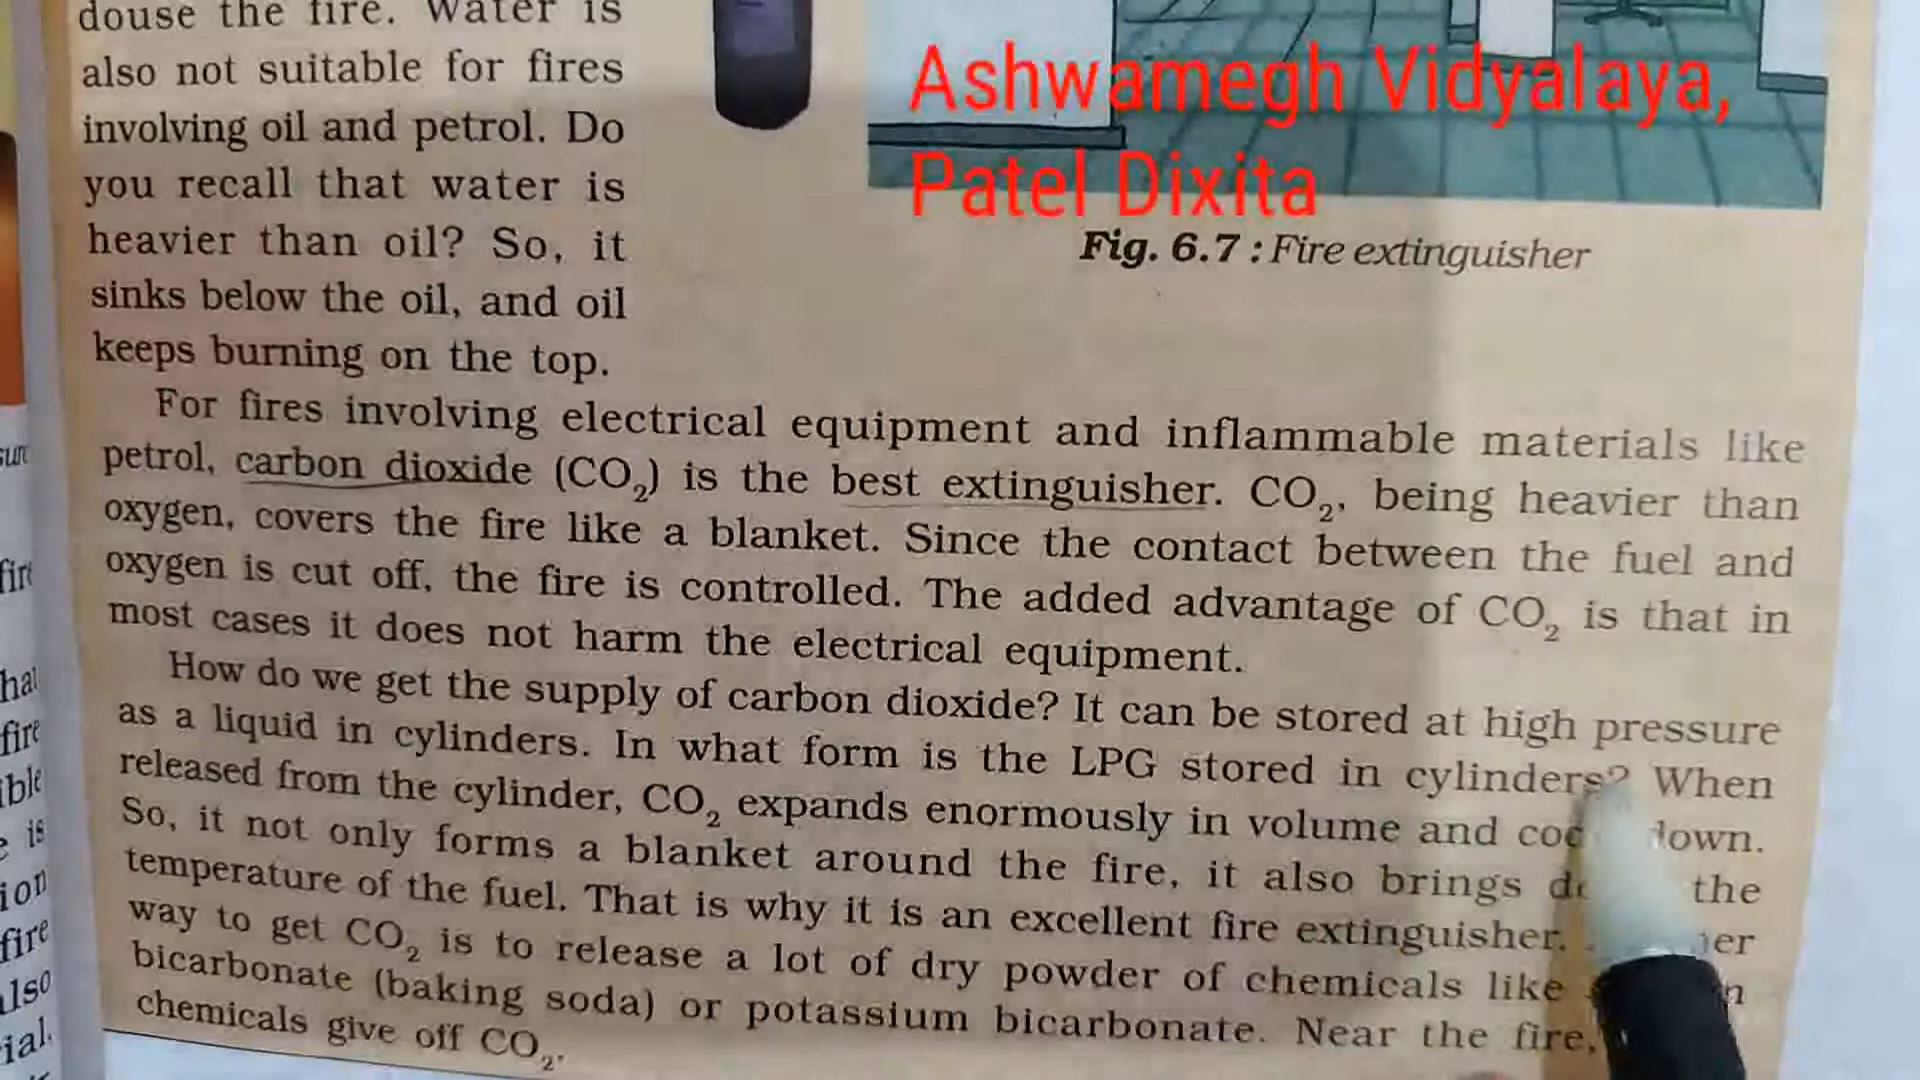 douse the fire. Water is
also not suitable for fires
involving oil and petrol. Do
you recall that water is
heavier than oil? So, it
sinks below the oil, and oil
keeps burning on the top.
Ashwamegh Vidyalaya,
Patel Dixita
Fig. 6.7 : Fire extinguisher
For fires involving electrical equipment and inflammable materials like
petrol, carbon dioxide (CO₂) is the best extinguisher. CO₂, being heavier than
oxygen, covers the fire like a blanket. Since the contact between the fuel and
oxygen is cut off, the fire is controlled. The added advantage of CO₂ is that in
most cases it does not harm the electrical equipment.
How do we get the supply of carbon dioxide? It can be stored at high pressure
as a liquid in cylinders. In what form is the LPG stored in cylinders? When
released from the cylinder, CO₂ expands enormously in volume and down.
So, it not only forms a blanket around the fire, it also brings the
temperature of the fuel. That is why it is an excellent fire extinguisher.
way to get CO₂ is to release a lot of dry powder of chemicals like
bicarbonate (baking soda) or potassium bicarbonate. Near the fire,
chemicals give off CO₂.
fire
also